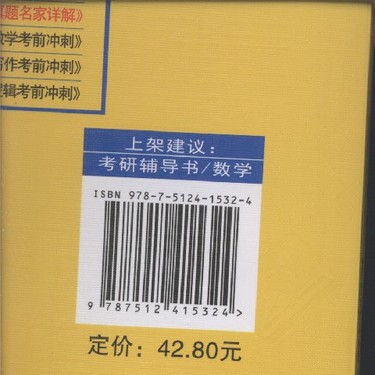 真题名家详解》
数学考前冲刺》
写作考前冲刺》
逻辑考前冲刺》
上架建议：
考研辅导书/数学
ISBN 978-7-5124-1532-4
9 787512 415324>
定价：42.80元